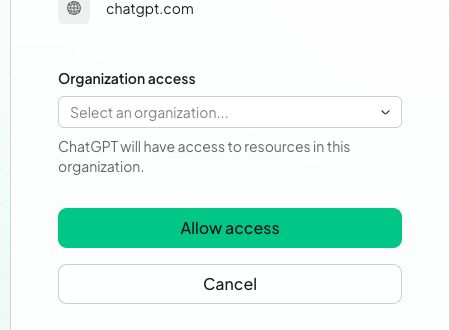 chatgpt.com
Organization access
Select an organization...
ChatGPT will have access to resources in this
organization.
Allow access
Cancel